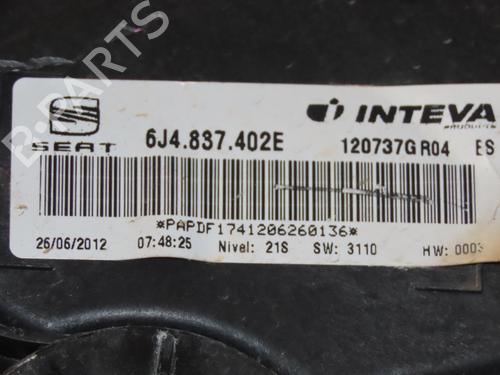 B-PARTS
SEAT
6J4.837.402E
INTEVA
PRODUCTS
120737G R04 ES
*PAPDF1741206260136*
26/06/2012 07:48:25 Nivel: 21S SW: 3110 HW: 0003